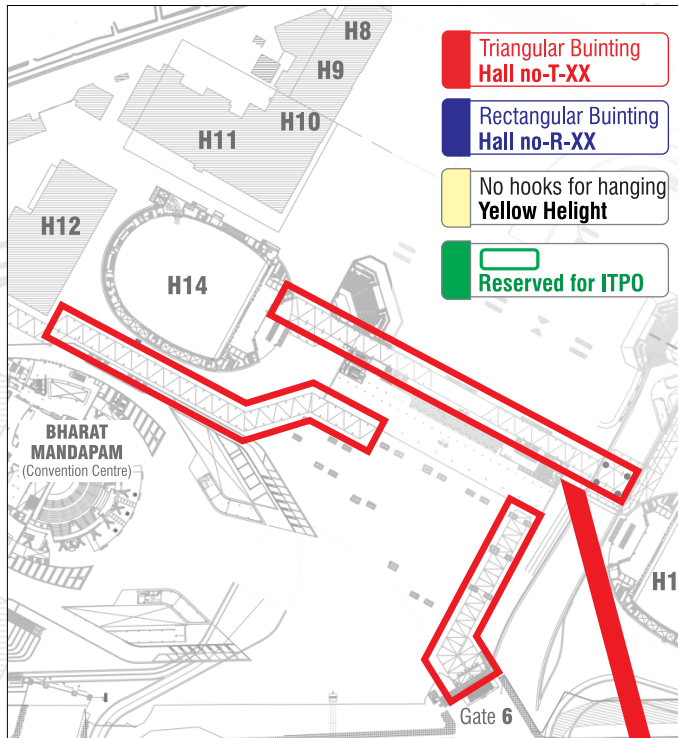 H8
H9
H10
H11
H12
H14
Triangular Buinting
Hall no-T-XX
Rectangular Buinting
Hall no-R-XX
No hooks for hanging
Yellow Helight
Reserved for ITPO
BHARAT
MANDAPAM
(Convention Centre)
H1
Gate 6